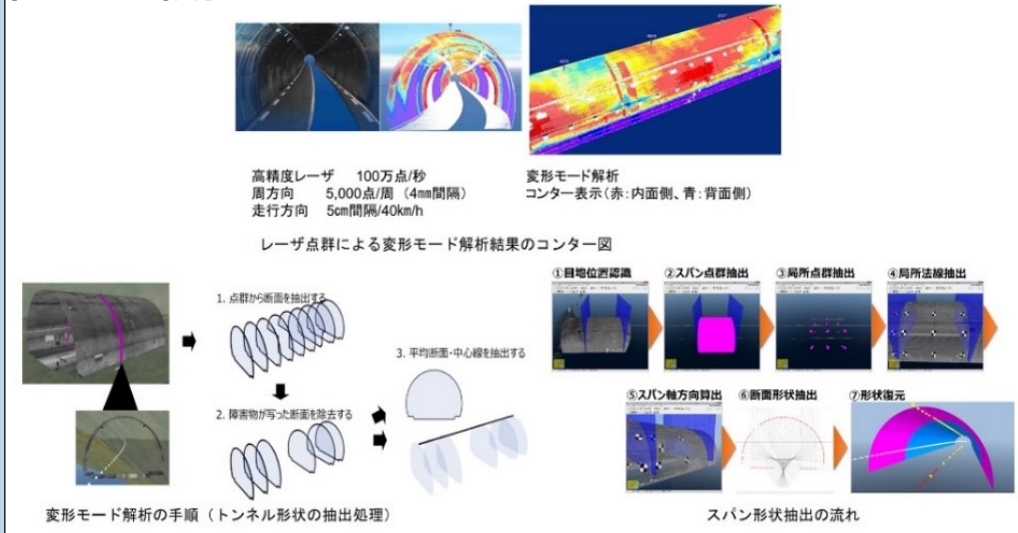 高精度レーザ　100万点/秒
周方向　5,000点/周（4mm間隔）
走行方向　5cm間隔/40km/h
変形モード解析
コンター表示（赤：内面側、青：背面側）
レーザ点群による変形モード解析結果のコンター図
1. 点群から断面を抽出する
2. 障害物が写った断面を除去する
3. 平均断面・中心線を抽出する
変形モード解析の手順（トンネル形状の抽出処理）
①目地位置認識
②スパン点群抽出
③局所点群抽出
④局所法線抽出
⑤スパン軸方向算出
⑥断面形状抽出
⑦形状復元
スパン形状抽出の流れ